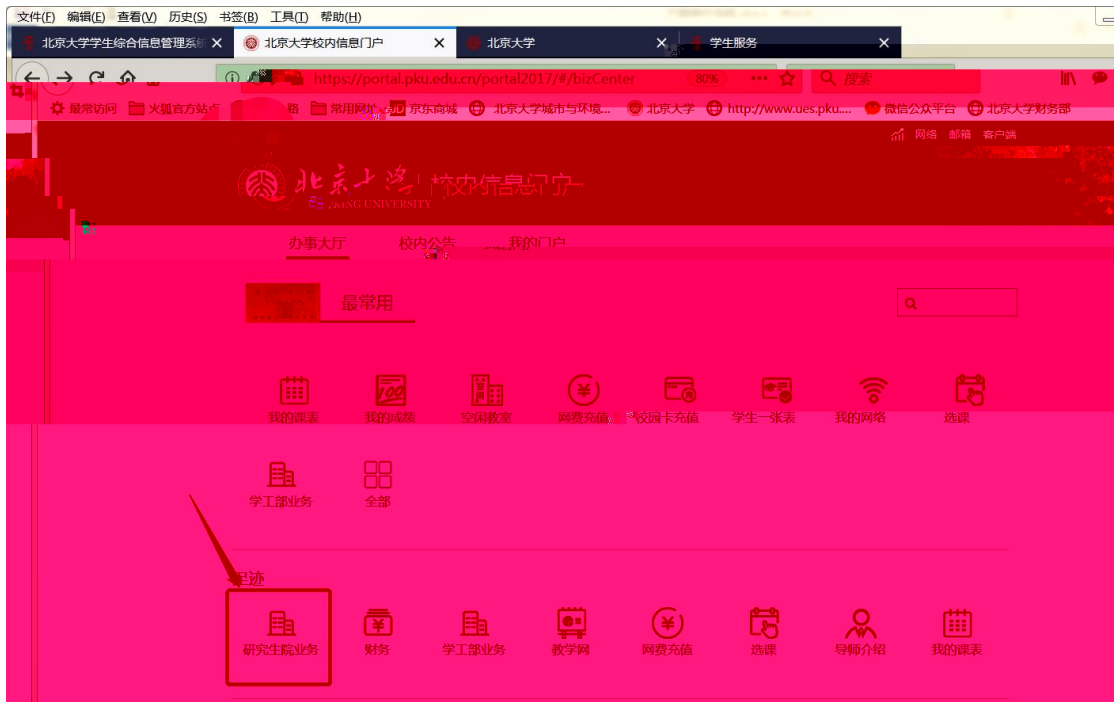 文件(F) 编辑(E) 查看(V) 历史(S) 书签(B) 工具(T) 帮助(H)
北京大学学生综合信息管理系统 北京大学校内信息门户 北京大学 学生服务
https://portal.pku.edu.cn/portal2017/#/bizCenter 80% 搜索
最常访问 火狐官方站点 常用网址 JD 京东商城 北京大学城市与环境... 北京大学 http://www.ues.pku.... 微信公众平台 北京大学财务部
网络 邮箱 客户端
北京大学 校内信息门户
PEKING UNIVERSITY
办事大厅 校内公告 我的门户
最常用
我的课表 我的成绩 空闲教室 网费充值 校园卡充值 学生一张表 我的网络 选课
学工部业务 全部
足迹
研究生院业务 财务 学工部业务 教学网 网费充值 选课 导师介绍 我的课表